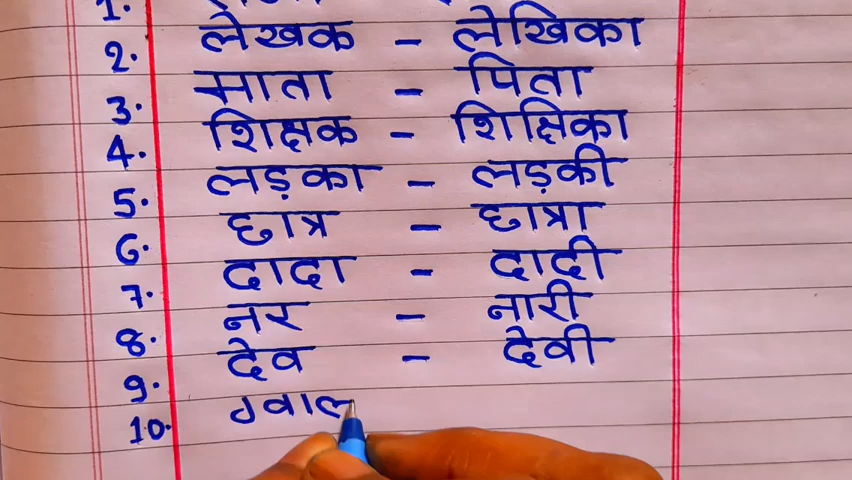 1.
2. लेखक - लेखिका
3. माता - पिता
4. शिक्षक - शिक्षिका
5. लड़का - लड़की
6. छात्र - छात्रा
7. दादा - दादी
8. नर - नारी
9. देव - देवी
10. ग्वाल